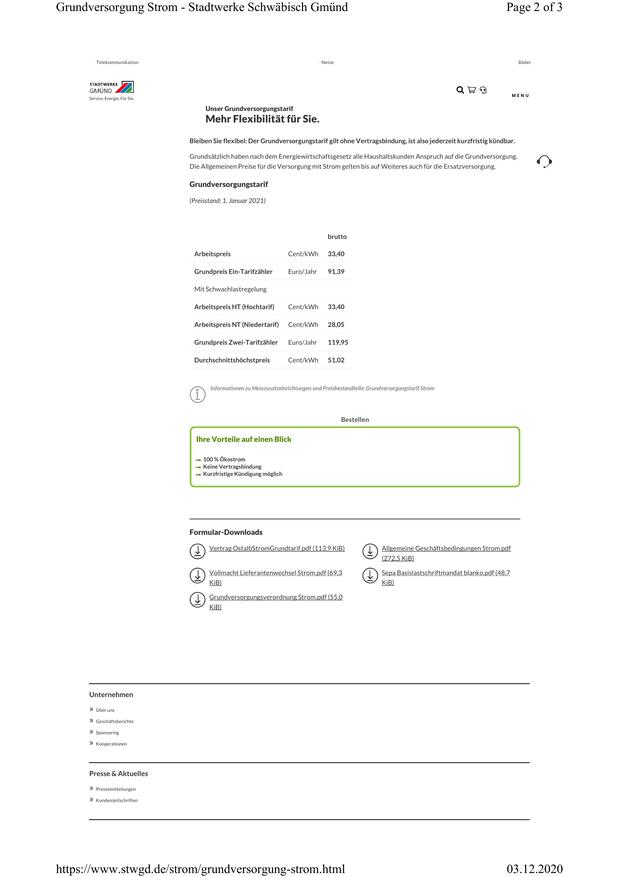 Grundversorgung Strom - Stadtwerke Schwäbisch Gmünd Page 2 of 3
Telekommunikation Netze Bäder
STADTWERKE
GMÜND
Service. Energie. Für Sie.
MENU
Unser Grundversorgungstarif
Mehr Flexibilität für Sie.
Bleiben Sie flexibel: Der Grundversorgungstarif gilt ohne Vertragsbindung, ist also jederzeit kurzfristig kündbar.
Grundsätzlich haben nach dem Energiewirtschaftsgesetz alle Haushaltskunden Anspruch auf die Grundversorgung.
Die Allgemeinen Preise für die Versorgung mit Strom gelten bis auf Weiteres auch für die Ersatzversorgung.
Grundversorgungstarif
(Preisstand: 1. Januar 2021)
brutto
Arbeitspreis Cent/kWh 33,40
Grundpreis Ein-Tarifzähler Euro/Jahr 91,39
Mit Schwachlastregelung
Arbeitspreis HT (Hochtarif) Cent/kWh 33,40
Arbeitspreis NT (Niedertarif) Cent/kWh 28,05
Grundpreis Zwei-Tarifzähler Euro/Jahr 119,95
Durchschnittshöchstpreis Cent/kWh 51,02
Informationen zu Messzusatzeinrichtungen und Preisbestandteile: Grundversorgungstarif Strom
Bestellen
Ihre Vorteile auf einen Blick
→ 100 % Ökostrom
→ Keine Vertragsbindung
→ Kurzfristige Kündigung möglich
Formular-Downloads
Vertrag OstalbStromGrundtarif.pdf (113,9 KiB)
Allgemeine Geschäftsbedingungen Strom.pdf
(272,5 KiB)
Vollmacht Lieferantenwechsel Strom.pdf (69,3
KiB)
Sepa Basislastschriftmandat blanko.pdf (48,7
KiB)
Grundversorgungsverordnung Strom.pdf (55,0
KiB)
Unternehmen
» Über uns
» Geschäftsberichte
» Sponsoring
» Kooperationen
Presse & Aktuelles
» Pressemitteilungen
» Kundenzeitschriften
https://www.stwgd.de/strom/grundversorgung-strom.html 03.12.2020